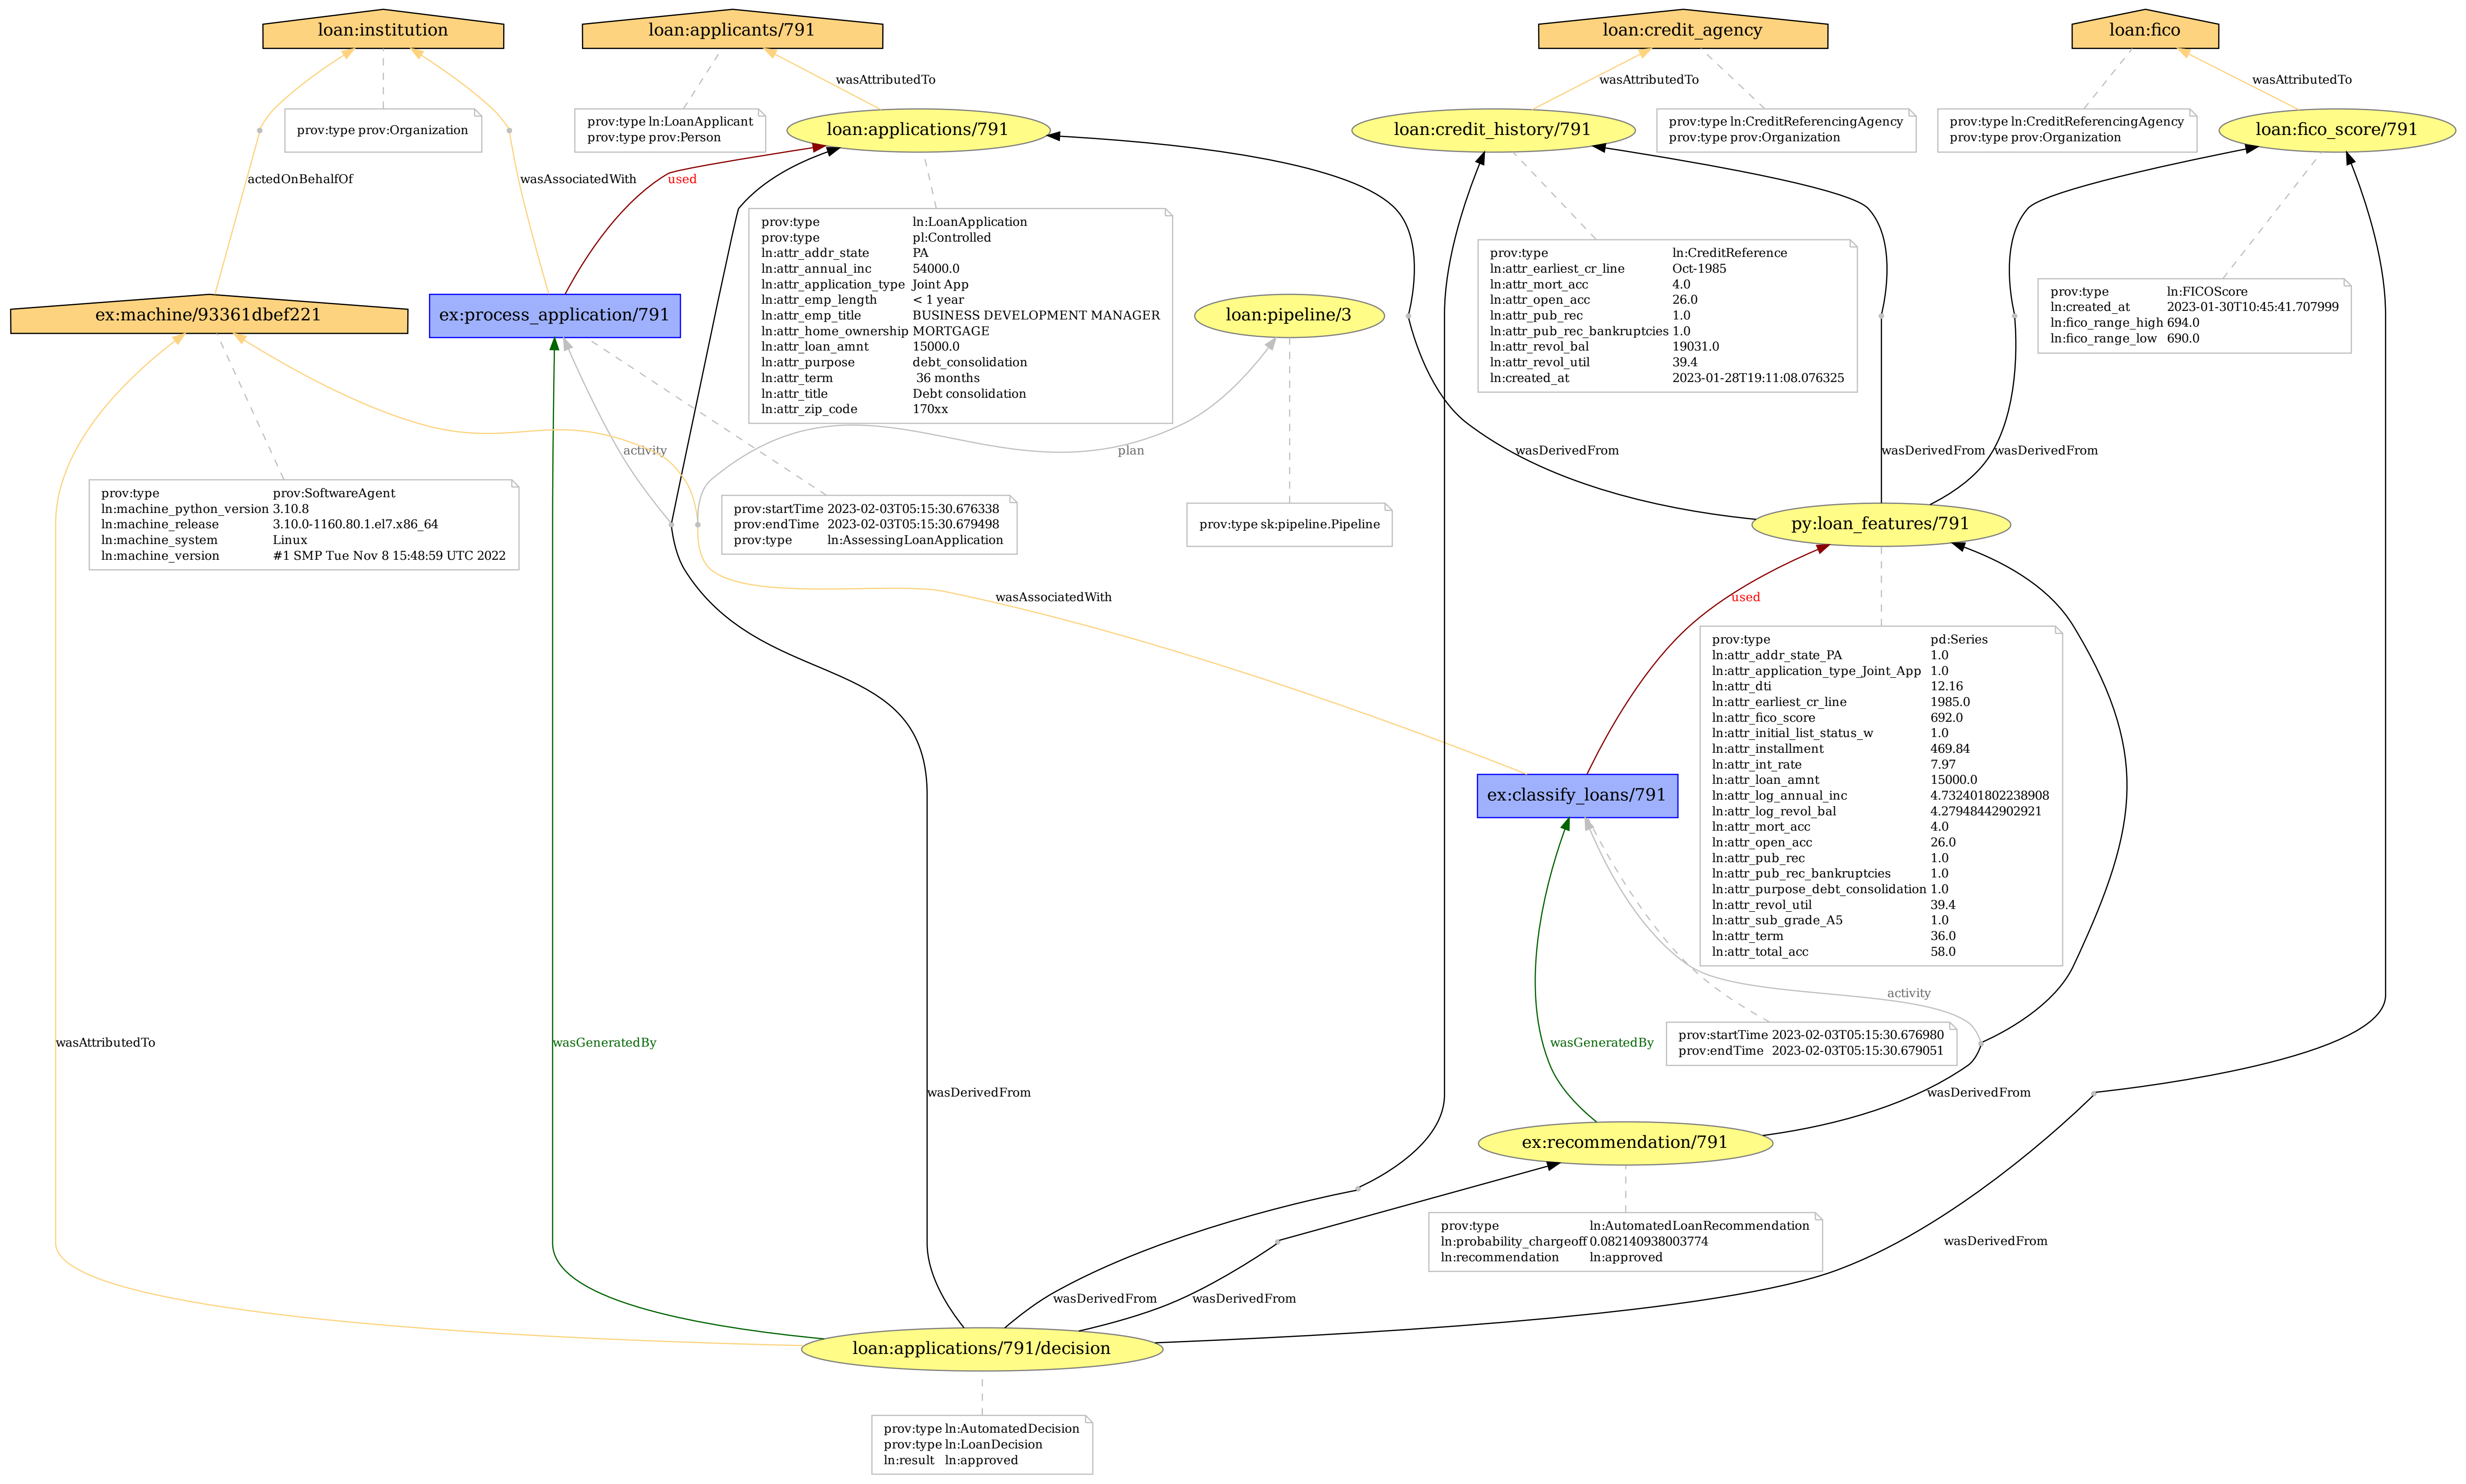 loan:institution
loan:applicants/791
loan:credit_agency
loan:fico
wasAttributedTo
wasAttributedTo
wasAttributedTo
prov:type prov:Organization
prov:type ln:LoanApplicant
prov:type prov:Person
loan:applications/791
loan:credit_history/791
prov:type ln:CreditReferencingAgency
prov:type prov:Organization
prov:type ln:CreditReferencingAgency
prov:type prov:Organization
loan:fico_score/791
actedOnBehalfOf
wasAssociatedWith
used
prov:type ln:LoanApplication
prov:type pl:Controlled
ln:attr_addr_state PA
ln:attr_annual_inc 54000.0
ln:attr_application_type Joint App
ln:attr_emp_length < 1 year
ln:attr_emp_title BUSINESS DEVELOPMENT MANAGER
ln:attr_home_ownership MORTGAGE
ln:attr_loan_amnt 15000.0
ln:attr_purpose debt_consolidation
ln:attr_term 36 months
ln:attr_title Debt consolidation
ln:attr_zip_code 170xx
prov:type ln:CreditReference
ln:attr_earliest_cr_line Oct-1985
ln:attr_mort_acc 4.0
ln:attr_open_acc 26.0
ln:attr_pub_rec 1.0
ln:attr_pub_rec_bankruptcies 1.0
ln:attr_revol_bal 19031.0
ln:attr_revol_util 39.4
ln:created_at 2023-01-28T19:11:08.076325
prov:type ln:FICOScore
ln:created_at 2023-01-30T10:45:41.707999
ln:fico_range_high 694.0
ln:fico_range_low 690.0
ex:machine/93361dbef221
ex:process_application/791
loan:pipeline/3
activity
plan
wasDerivedFrom
wasDerivedFrom
wasDerivedFrom
prov:type prov:SoftwareAgent
ln:machine_python_version 3.10.8
ln:machine_release 3.10.0-1160.80.1.el7.x86_64
ln:machine_system Linux
ln:machine_version #1 SMP Tue Nov 8 15:48:59 UTC 2022
prov:startTime 2023-02-03T05:15:30.676338
prov:endTime 2023-02-03T05:15:30.679498
prov:type ln:AssessingLoanApplication
prov:type sk:pipeline.Pipeline
py:loan_features/791
wasAssociatedWith
used
prov:type pd:Series
ln:attr_addr_state_PA 1.0
ln:attr_application_type_Joint_App 1.0
ln:attr_dti 12.16
ln:attr_earliest_cr_line 1985.0
ln:attr_fico_score 692.0
ln:attr_initial_list_status_w 1.0
ln:attr_installment 469.84
ln:attr_int_rate 7.97
ln:attr_loan_amnt 15000.0
ln:attr_log_annual_inc 4.732401802238908
ln:attr_log_revol_bal 4.27948442902921
ln:attr_mort_acc 4.0
ln:attr_open_acc 26.0
ln:attr_pub_rec 1.0
ln:attr_pub_rec_bankruptcies 1.0
ln:attr_purpose_debt_consolidation 1.0
ln:attr_revol_util 39.4
ln:attr_sub_grade_A5 1.0
ln:attr_term 36.0
ln:attr_total_acc 58.0
ex:classify_loans/791
activity
wasAttributedTo
wasGeneratedBy
wasGeneratedBy
prov:startTime 2023-02-03T05:15:30.676980
prov:endTime 2023-02-03T05:15:30.679051
wasDerivedFrom
wasDerivedFrom
ex:recommendation/791
prov:type ln:AutomatedLoanRecommendation
ln:probability_chargeoff 0.082140938003774
ln:recommendation ln:approved
wasDerivedFrom
wasDerivedFrom
wasDerivedFrom
loan:applications/791/decision
prov:type ln:AutomatedDecision
prov:type ln:LoanDecision
ln:result ln:approved